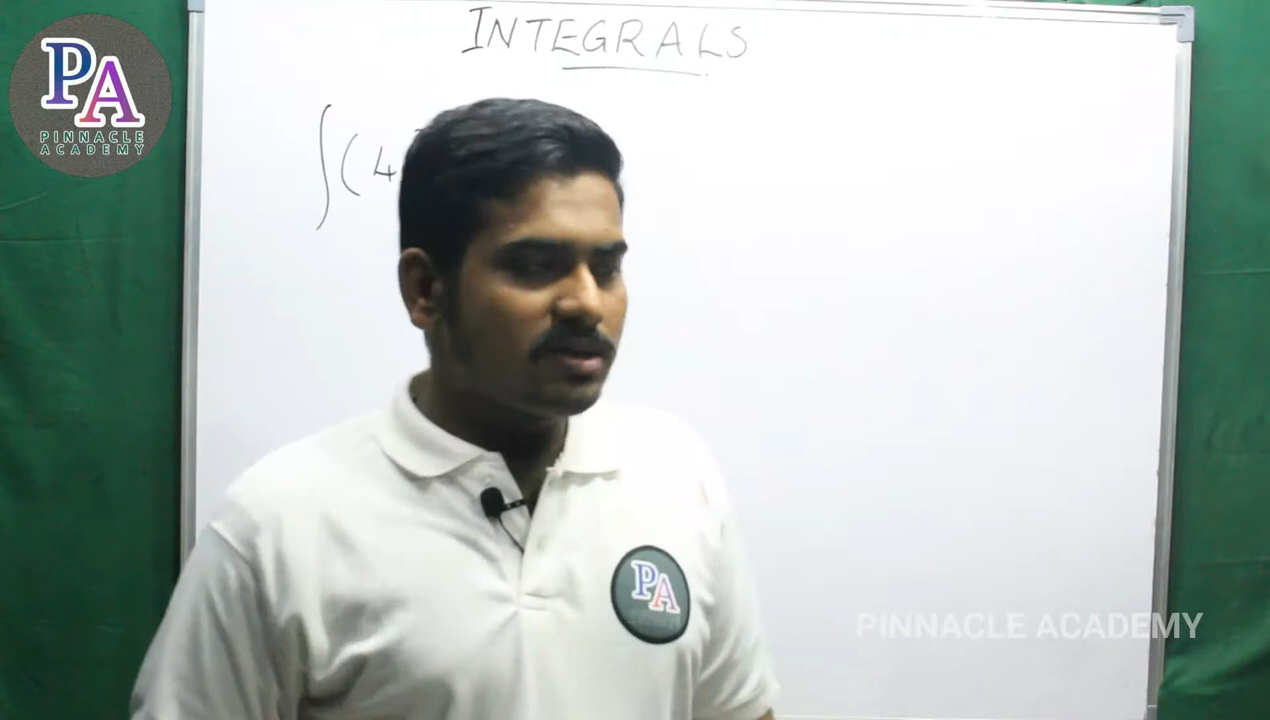 INTEGRALS
∫(4
PA
PINNACLE
ACADEMY
PA
PINNACLE ACADEMY